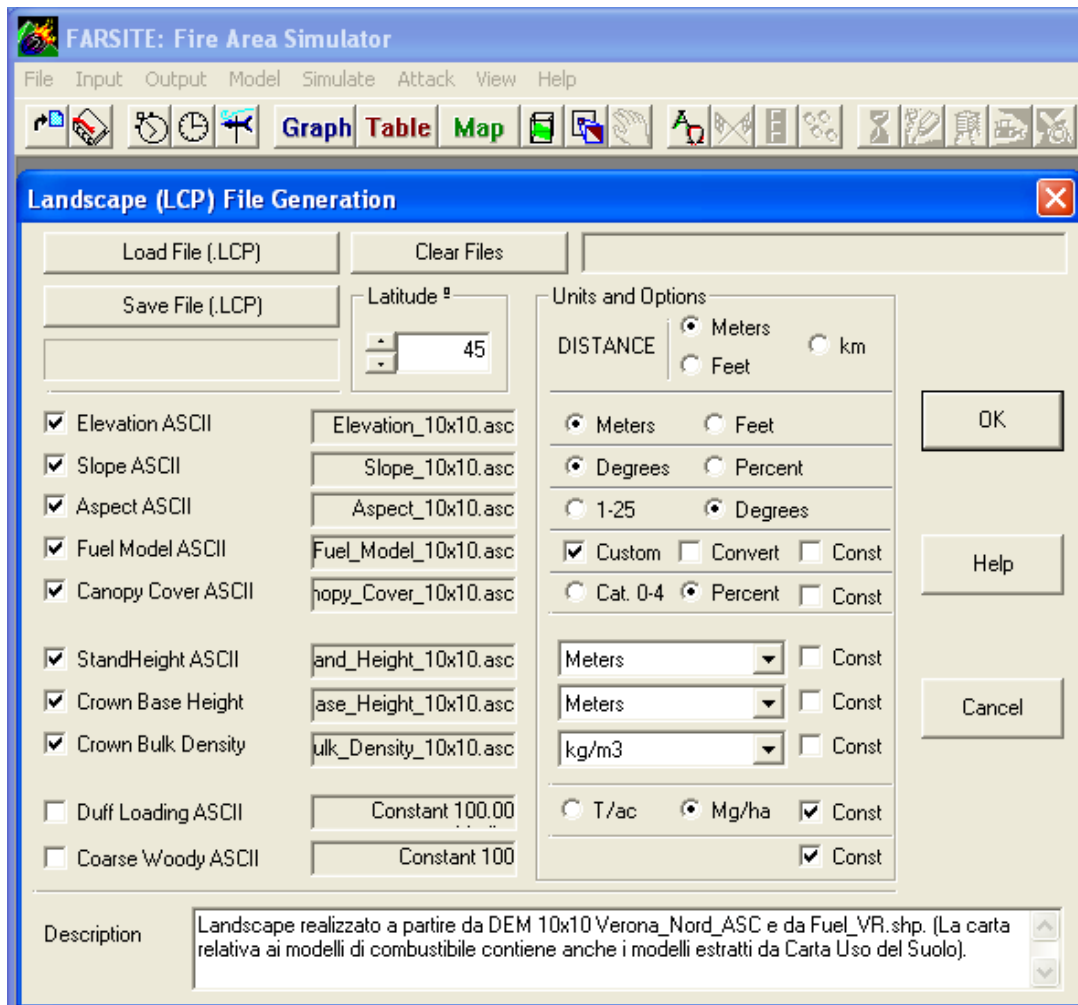 FARSITE: Fire Area Simulator
File Input Output Model Simulate Attack View Help
Graph Table Map
Landscape (LCP) File Generation
Load File (.LCP) Clear Files
Save File (.LCP)
Latitude º
45
Units and Options
DISTANCE Meters km
Feet
Elevation ASCII Elevation_10x10.asc Meters Feet
Slope ASCII Slope_10x10.asc Degrees Percent
Aspect ASCII Aspect_10x10.asc 1-25 Degrees
Fuel Model ASCII Fuel_Model_10x10.asc Custom Convert Const
Canopy Cover ASCII nopy_Cover_10x10.asc Cat. 0-4 Percent Const
StandHeight ASCII and_Height_10x10.asc Meters Const
Crown Base Height ase_Height_10x10.asc Meters Const
Crown Bulk Density ulk_Density_10x10.asc kg/m3 Const
Duff Loading ASCII Constant 100.00 T/ac Mg/ha Const
Coarse Woody ASCII Constant 100 Const
OK
Help
Cancel
Description
Landscape realizzato a partire da DEM 10x10 Verona_Nord_ASC e da Fuel_VR.shp. (La carta
relativa ai modelli di combustibile contiene anche i modelli estratti da Carta Uso del Suolo).